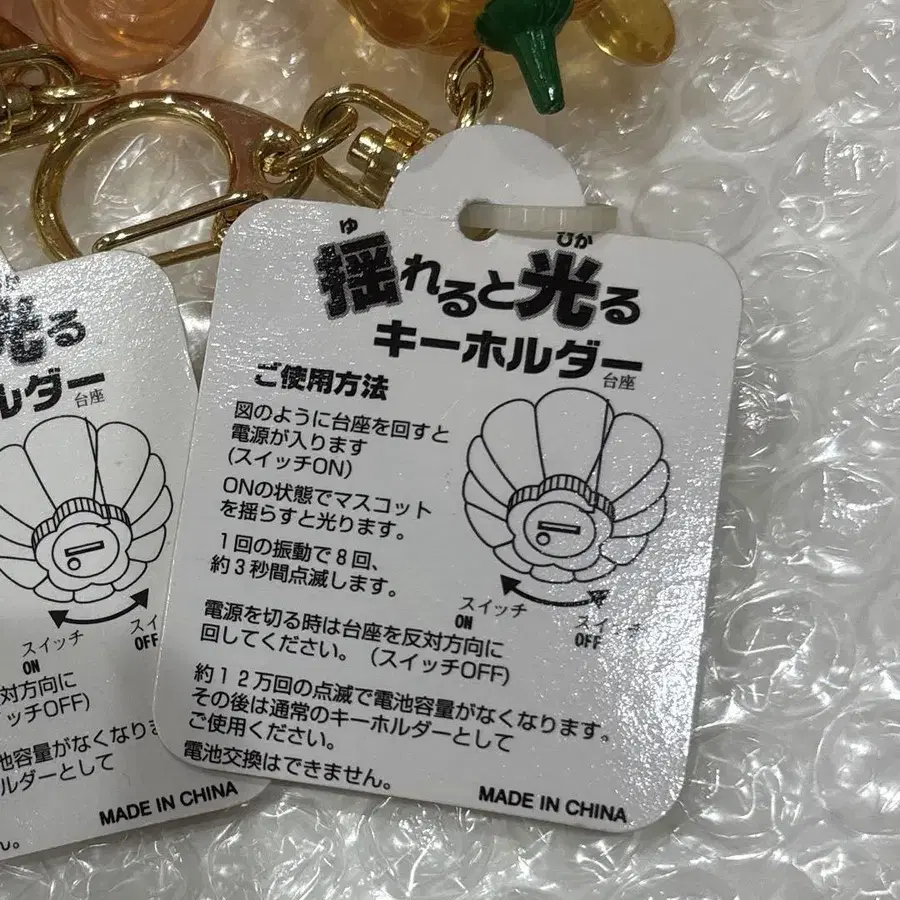 ゆ
ひか
揺れると光る
キーホルダー
台座
ご使用方法
図のように台座を回すと
電源が入ります
(スイッチON)
ONの状態でマスコット
を揺らすと光ります。
1回の振動で8回、
約3秒間点滅します。
スイッチ
ON
スイッチ
OFF
電源を切る時は台座を反対方向に
回してください。(スイッチOFF)
約12万回の点滅で電池容量がなくなります。
その後は通常のキーホルダーとして
ご使用ください。
電池交換はできません。
MADE IN CHINA
光る
ルダー
台座
スイッチ
ON
スイ
OFF
対方向に
ッチOFF)
池容量がなくなりま
ルダーとして
ん。
MADE IN CHINA